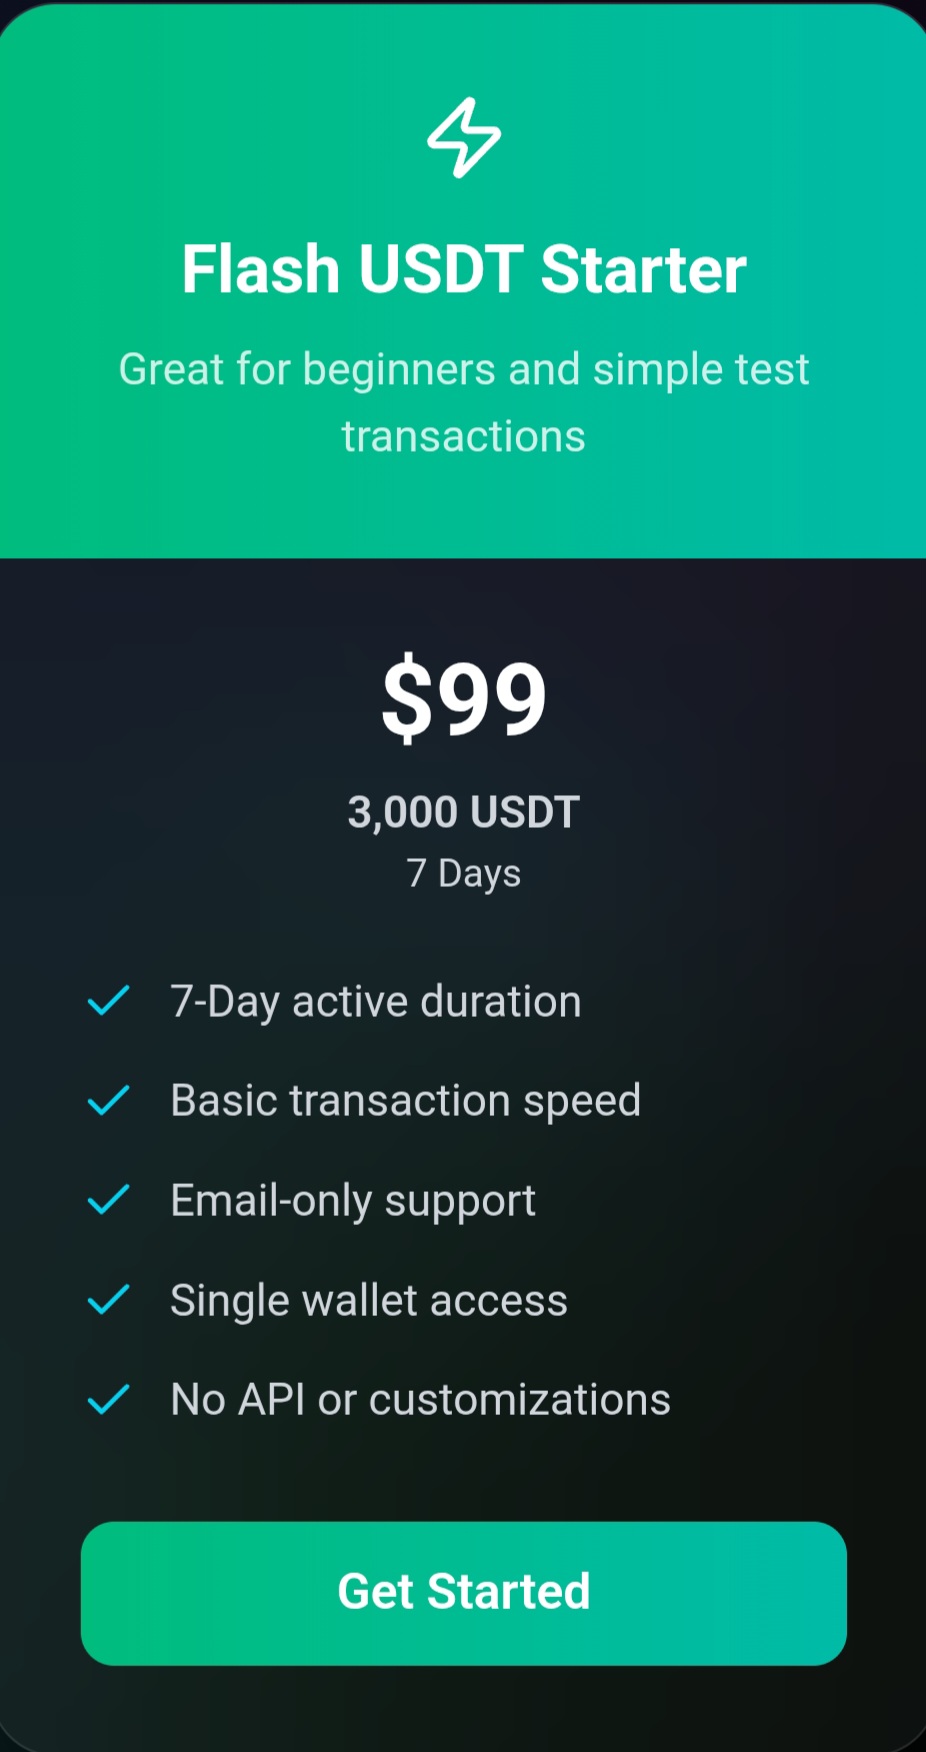 Flash USDT Starter
Great for beginners and simple test
transactions
$99
3,000 USDT
7 Days
7-Day active duration
Basic transaction speed
Email-only support
Single wallet access
No API or customizations
Get Started